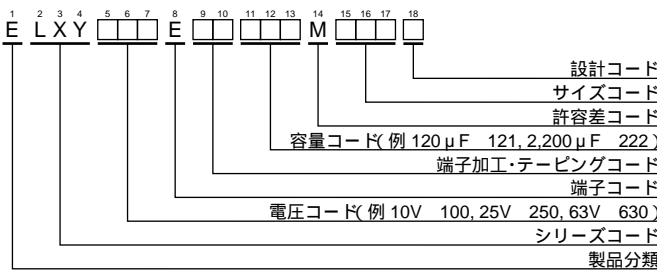 1 2 3 4 5 6 7 8 9 10 11 12 13 14 15 16 17 18
E L X Y □□□ E □□ □□□ M □□□ □
設計コード
サイズコード
許容差コード
容量コード(例 120μF 121, 2,200μF 222)
端子加工・テーピングコード
端子コード
電圧コード(例 10V 100, 25V 250, 63V 630)
シリーズコード
製品分類